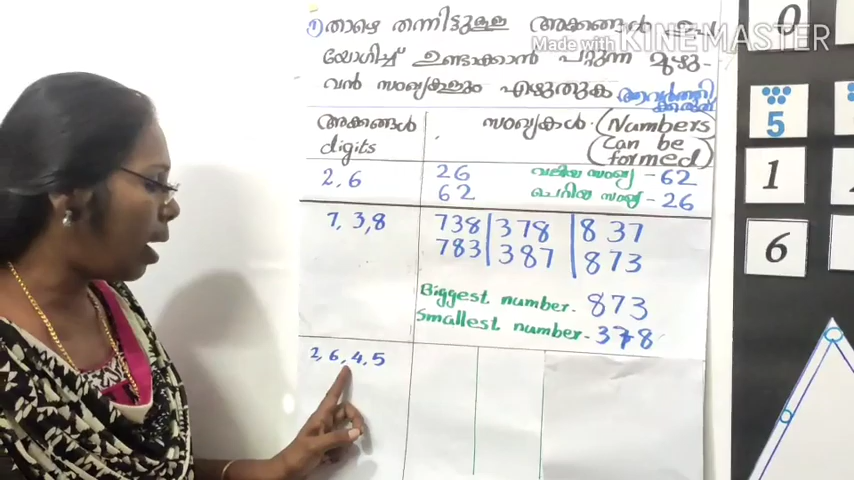 ① താഴെ തന്നിട്ടുള്ള അക്കങ്ങൾ ഉപ
യോഗിച്ച് ഉണ്ടാക്കാൻ പറ്റുന്ന മുഴു-
വൻ സംഖ്യകളും എഴുതുക
Made with KINEMASTER
അക്കങ്ങൾ
digits
സംഖ്യകൾ (Numbers
Can be
formed)
2, 6
26
62
വലിയ സംഖ്യ - 62
ചെറിയ സംഖ്യ - 26
7, 3, 8
738 378 837
783 387 873
Biggest number. 873
Smallest number - 378
2, 6, 4, 5
0
5
1
6